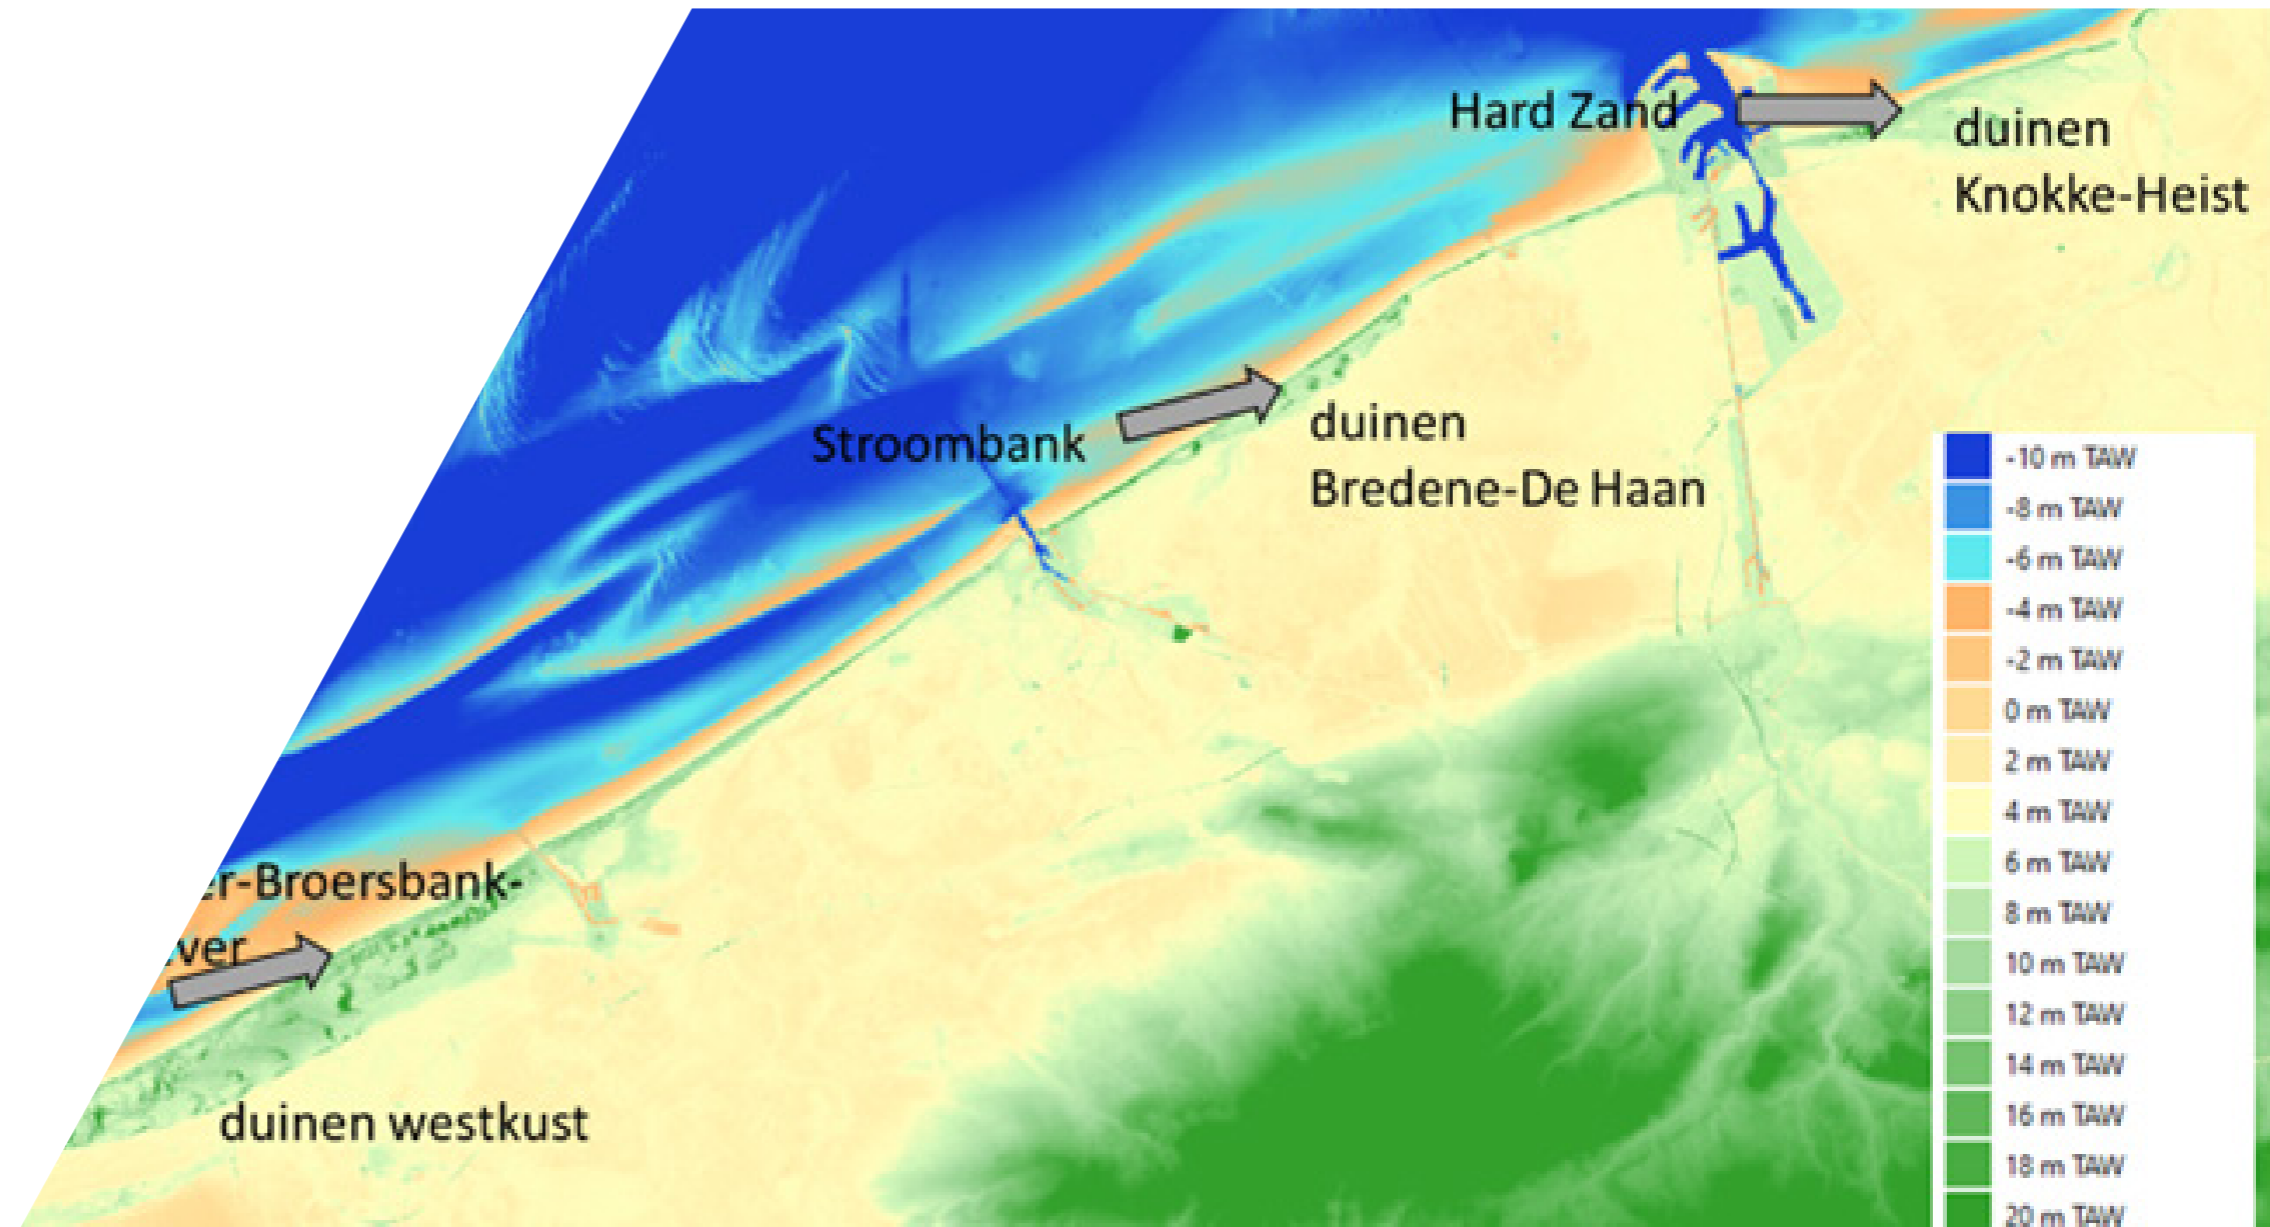 Hard Zand
duinen
Knokke-Heist
Stroombank
duinen
Bredene-De Haan
er-Broersbank-
ver
duinen westkust
-10 m TAW
-8 m TAW
-6 m TAW
-4 m TAW
-2 m TAW
0 m TAW
2 m TAW
4 m TAW
6 m TAW
8 m TAW
10 m TAW
12 m TAW
14 m TAW
16 m TAW
18 m TAW
20 m TAW